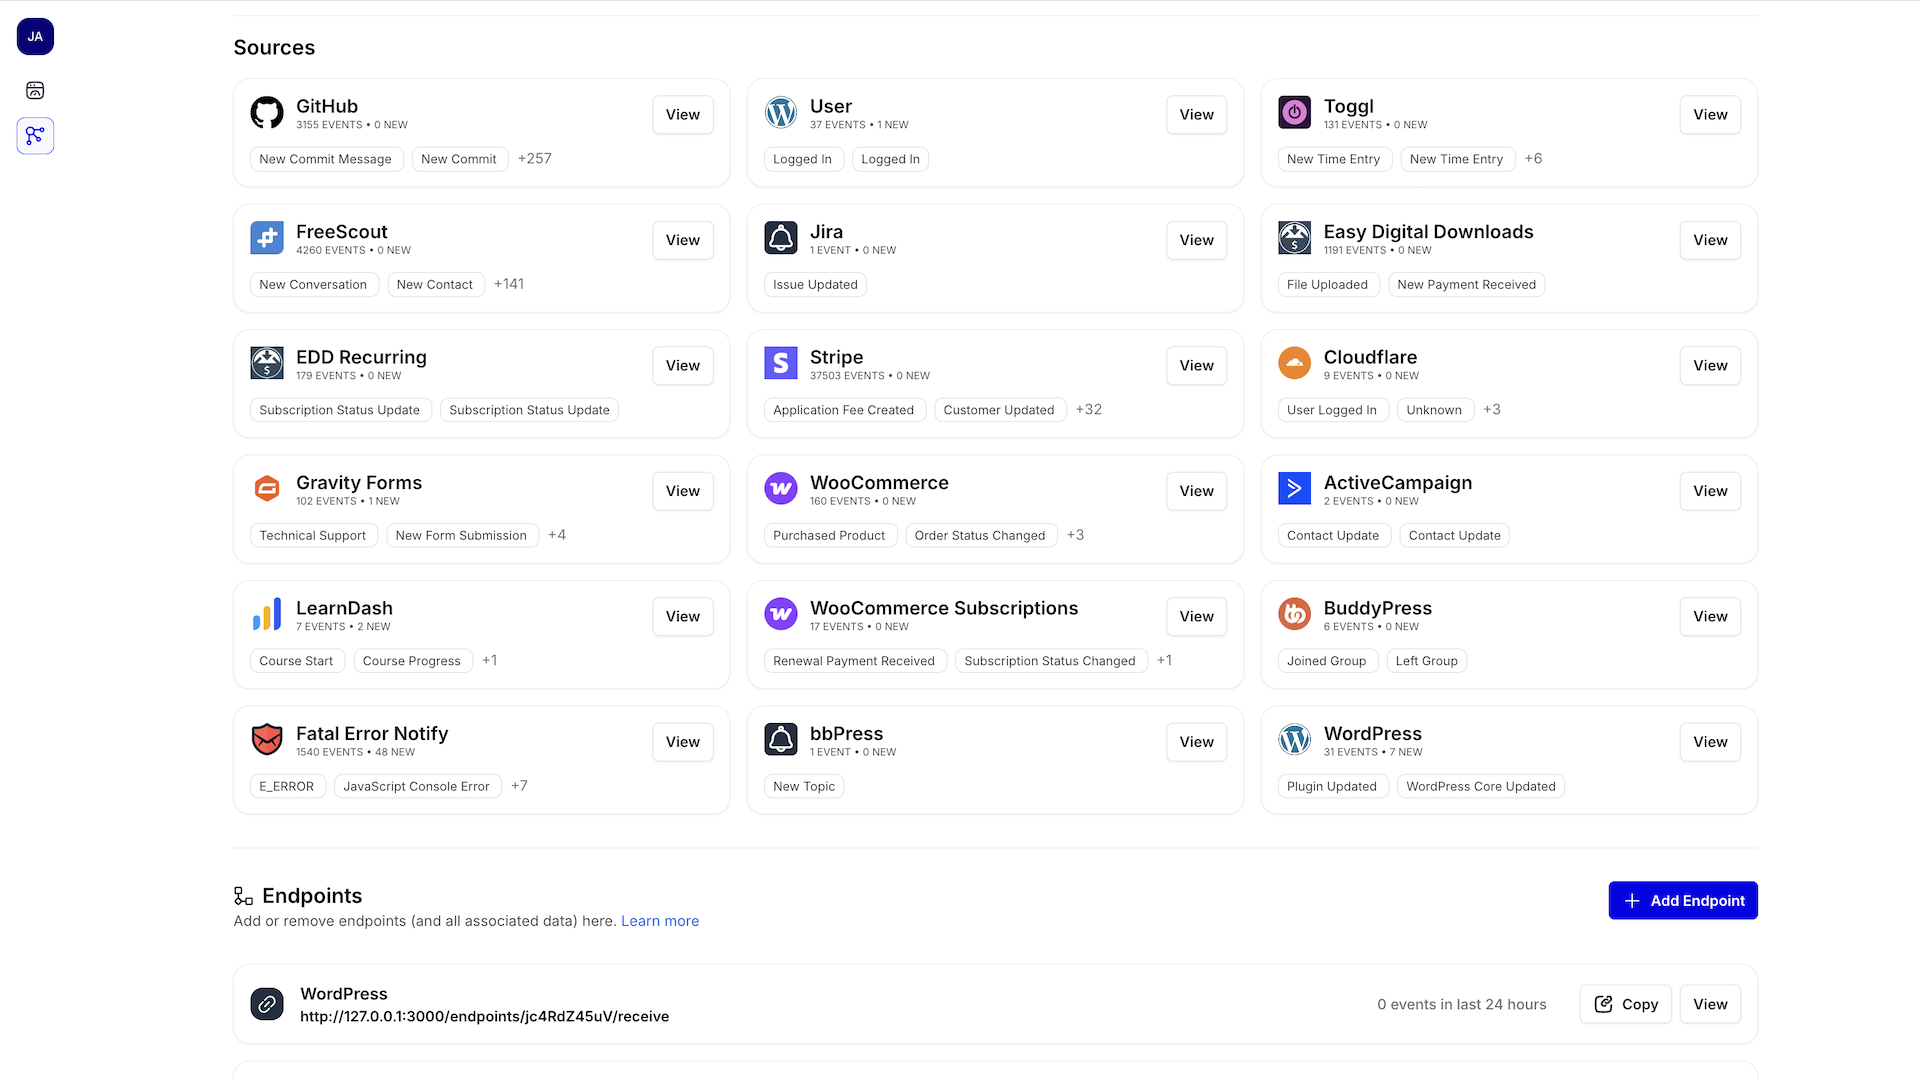 JA
Sources
GitHub
3155 EVENTS • 0 NEW
View
New Commit Message
New Commit
+257
User
37 EVENTS • 1 NEW
View
Logged In
Logged In
Toggl
131 EVENTS • 0 NEW
View
New Time Entry
New Time Entry
+6
FreeScout
4260 EVENTS • 0 NEW
View
New Conversation
New Contact
+141
Jira
1 EVENT • 0 NEW
View
Issue Updated
Easy Digital Downloads
1191 EVENTS • 0 NEW
View
File Uploaded
New Payment Received
EDD Recurring
179 EVENTS • 0 NEW
View
Subscription Status Update
Subscription Status Update
Stripe
37503 EVENTS • 0 NEW
View
Application Fee Created
Customer Updated
+32
Cloudflare
9 EVENTS • 0 NEW
View
User Logged In
Unknown
+3
Gravity Forms
102 EVENTS • 1 NEW
View
Technical Support
New Form Submission
+4
WooCommerce
160 EVENTS • 0 NEW
View
Purchased Product
Order Status Changed
+3
ActiveCampaign
2 EVENTS • 0 NEW
View
Contact Update
Contact Update
LearnDash
7 EVENTS • 2 NEW
View
Course Start
Course Progress
+1
WooCommerce Subscriptions
17 EVENTS • 0 NEW
View
Renewal Payment Received
Subscription Status Changed
+1
BuddyPress
6 EVENTS • 0 NEW
View
Joined Group
Left Group
Fatal Error Notify
1540 EVENTS • 48 NEW
View
E_ERROR
JavaScript Console Error
+7
bbPress
1 EVENT • 0 NEW
View
New Topic
WordPress
31 EVENTS • 7 NEW
View
Plugin Updated
WordPress Core Updated
Endpoints
Add or remove endpoints (and all associated data) here. Learn more
Add Endpoint
WordPress
http://127.0.0.1:3000/endpoints/jc4RdZ45uV/receive
0 events in last 24 hours
Copy
View